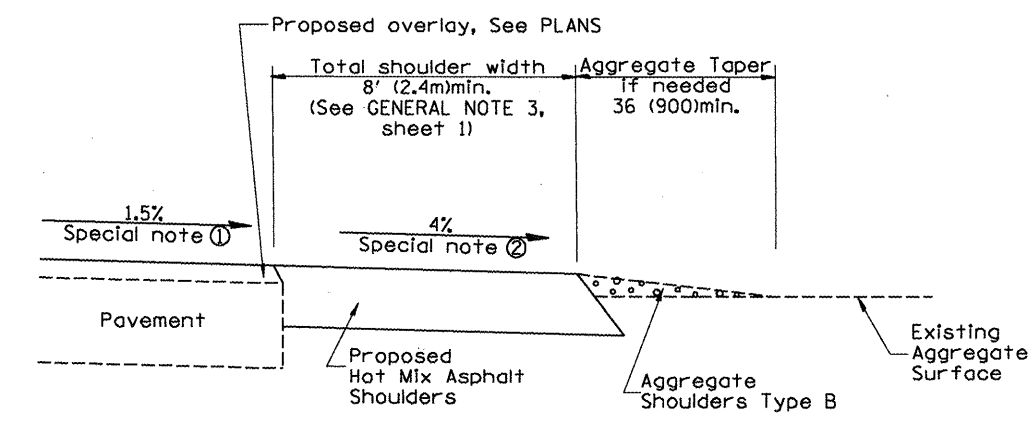 Proposed overlay, See PLANS
Total shoulder width
8' (2.4m)min.
(See GENERAL NOTE 3,
sheet 1)
Aggregate Taper
if needed
36 (900)min.
1.5%
Special note ①
4%
Special note ②
Pavement
Proposed
Hot Mix Asphalt
Shoulders
Aggregate
Shoulders Type B
Existing
Aggregate
Surface